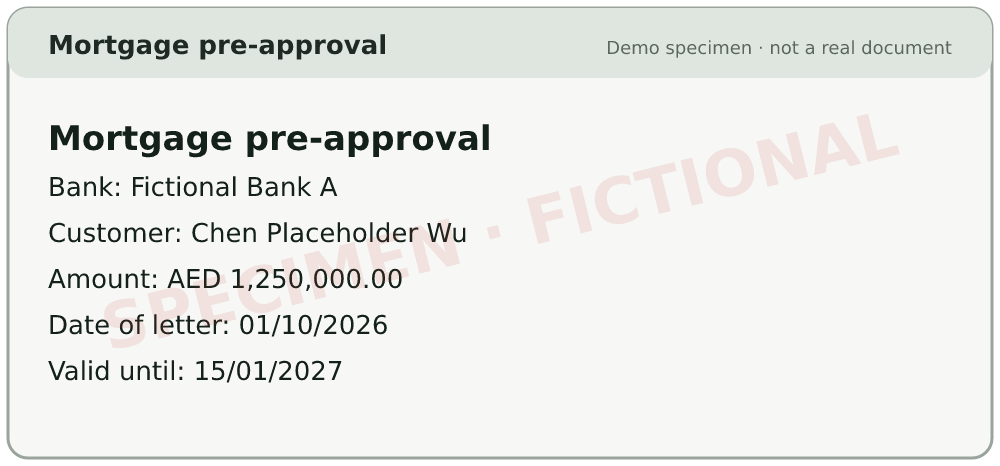 Mortgage pre-approval
Demo specimen · not a real document
Mortgage pre-approval
Bank: Fictional Bank A
Customer: Chen Placeholder Wu
Amount: AED 1,250,000.00
Date of letter: 01/10/2026
Valid until: 15/01/2027
SPECIMEN · FICTIONAL